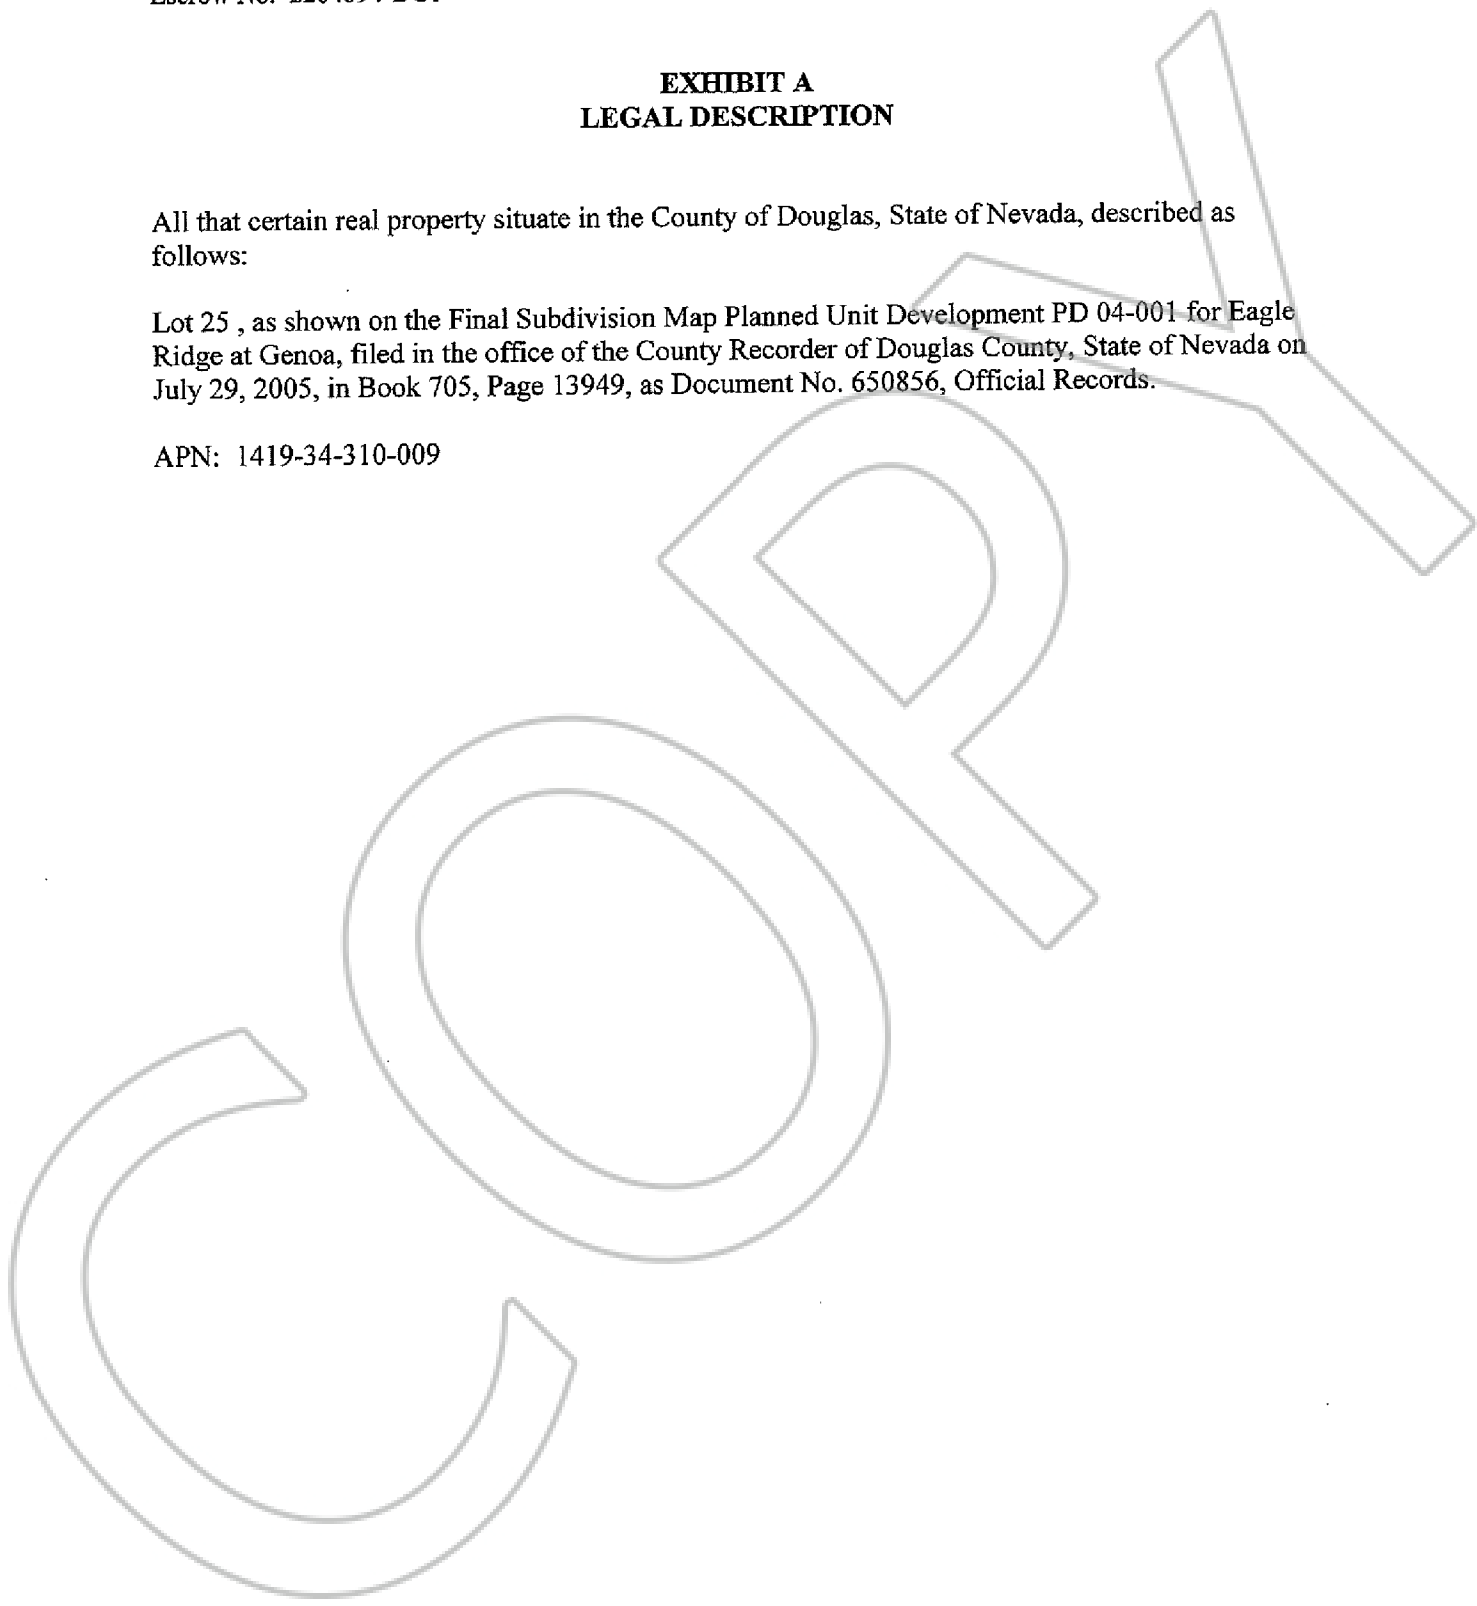 Escrow No.
EXHIBIT A
LEGAL DESCRIPTION
All that certain real property situate in the County of Douglas, State of Nevada, described as
follows:
Lot 25 , as shown on the Final Subdivision Map Planned Unit Development PD 04-001 for Eagle
Ridge at Genoa, filed in the office of the County Recorder of Douglas County, State of Nevada on
July 29, 2005, in Book 705, Page 13949, as Document No. 650856, Official Records.
APN: 1419-34-310-009
COPY